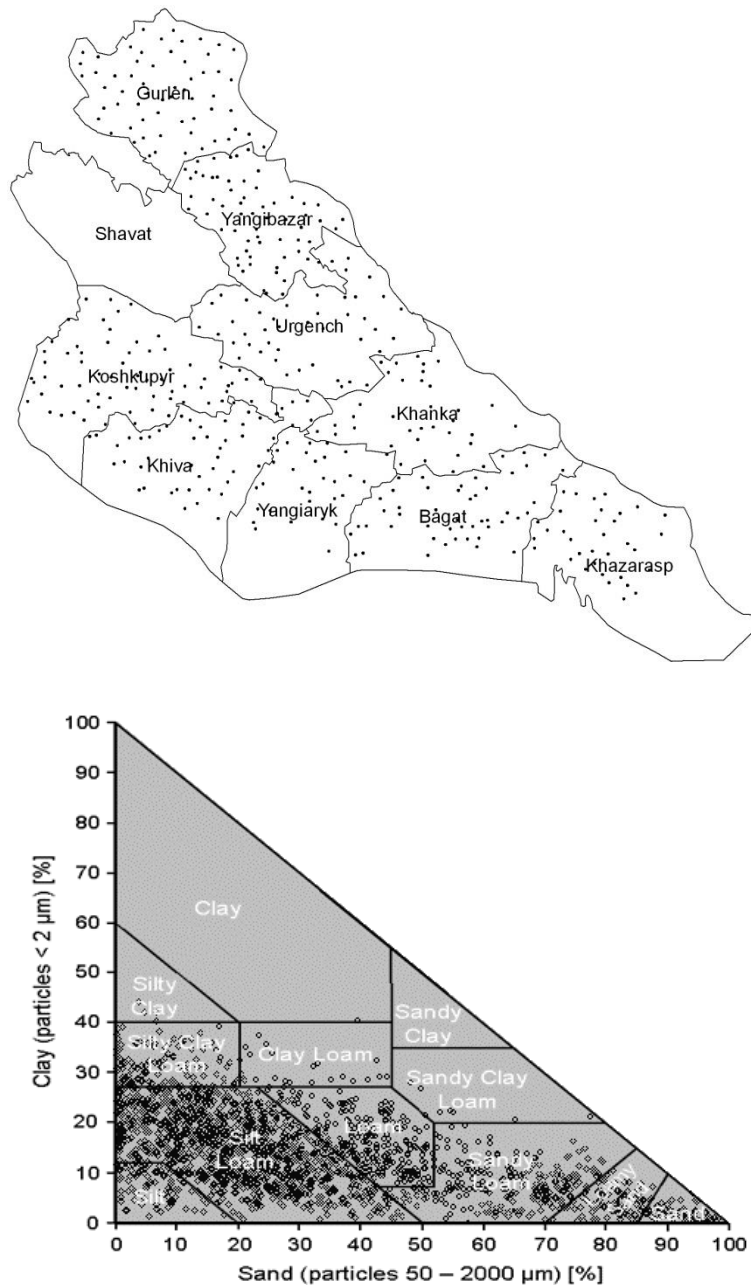 Gurlen
Yangibazar
Shavat
Urgench
Koshkupyr
Khanka
Khiva
Yangiaryk
Bagat
Khazarasp
100
90
80
70
60
50
40
30
20
10
0
Clay (particles < 2 µm) [%]
Clay
Silty
Clay
Sandy
Clay
Silty Clay
Loam
Clay Loam
Sandy Clay
Loam
Silt
Loam
Loam
Sandy
Loam
Silt
Loamy
Sand
Sand
0 10 20 30 40 50 60 70 80 90 100
Sand (particles 50 – 2000 µm) [%]